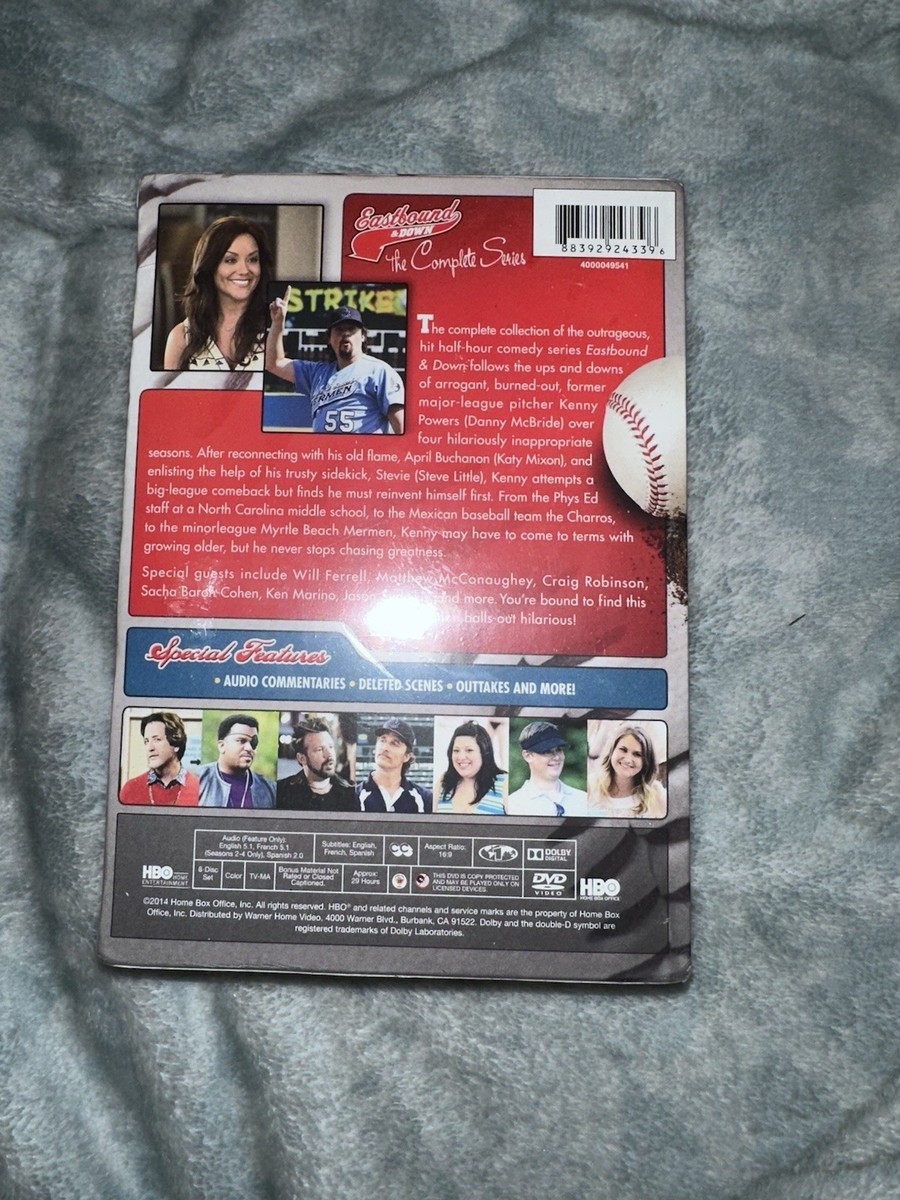 Eastbound
& DOWN
The Complete Series
88392924339 6
4000049541
STRIKE
MERMEN
55
The complete collection of the outrageous,
hit half-hour comedy series Eastbound
& Down follows the ups and downs
of arrogant, burned-out, former
major-league pitcher Kenny
Powers (Danny McBride) over
four hilariously inappropriate
seasons. After reconnecting with his old flame, April Buchanon (Katy Mixon), and
enlisting the help of his trusty sidekick, Stevie (Steve Little), Kenny attempts a
big-league comeback but finds he must reinvent himself first. From the Phys Ed
staff at a North Carolina middle school, to the Mexican baseball team the Charros,
to the minorleague Myrtle Beach Mermen, Kenny may have to come to terms with
growing older, but he never stops chasing greatness.
Special guests include Will Ferrell, Matthew McConaughey, Craig Robinson,
Sacha Baron Cohen, Ken Marino, Jason and more. You're bound to find this
balls-out hilarious!
Special Features
• AUDIO COMMENTARIES • DELETED SCENES • OUTTAKES AND MORE!
Audio (Feature Only):
English 5.1, French 5.1
(Seasons 2-4 Only), Spanish 2.0
Subtitles: English,
French, Spanish
CC
Aspect Ratio:
16:9
1
DOLBY
DIGITAL
HBO HOME
ENTERTAINMENT
8-Disc
Set
Color
TV-MA
Bonus Material Not
Rated or Closed
Captioned.
Approx:
29 Hours
THIS DVD IS COPY PROTECTED
AND MAY BE PLAYED ONLY ON
LICENSED DEVICES.
DVD
VIDEO
HBO
HOME BOX OFFICE
©2014 Home Box Office, Inc. All rights reserved. HBO® and related channels and service marks are the property of Home Box
Office, Inc. Distributed by Warner Home Video, 4000 Warner Blvd., Burbank, CA 91522. Dolby and the double-D symbol are
registered trademarks of Dolby Laboratories.